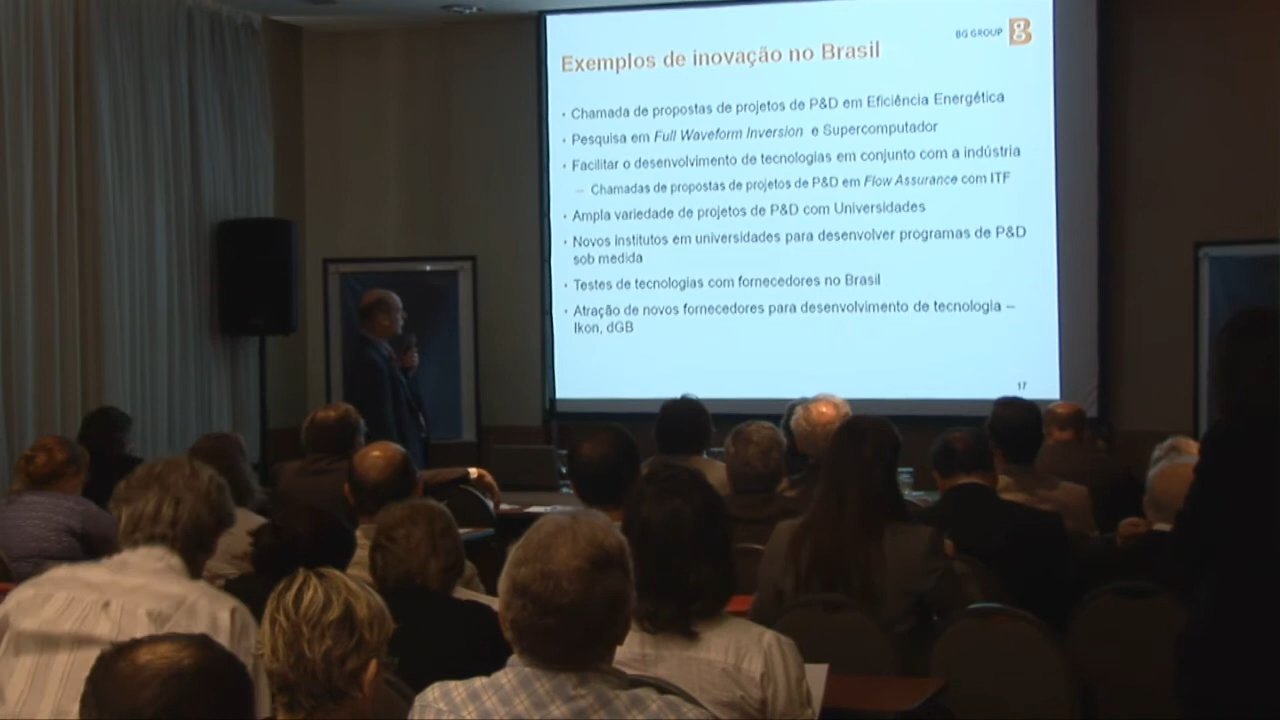 BG GROUP
Exemplos de inovação no Brasil
• Chamada de propostas de projetos de P&D em Eficiência Energética
• Pesquisa em Full Waveform Inversion e Supercomputador
• Facilitar o desenvolvimento de tecnologias em conjunto com a indústria
– Chamadas de propostas de projetos de P&D em Flow Assurance com ITF
• Ampla variedade de projetos de P&D com Universidades
• Novos institutos em universidades para desenvolver programas de P&D
sob medida
• Testes de tecnologias com fornecedores no Brasil
• Atração de novos fornecedores para desenvolvimento de tecnologia –
Ikon, dGB
17